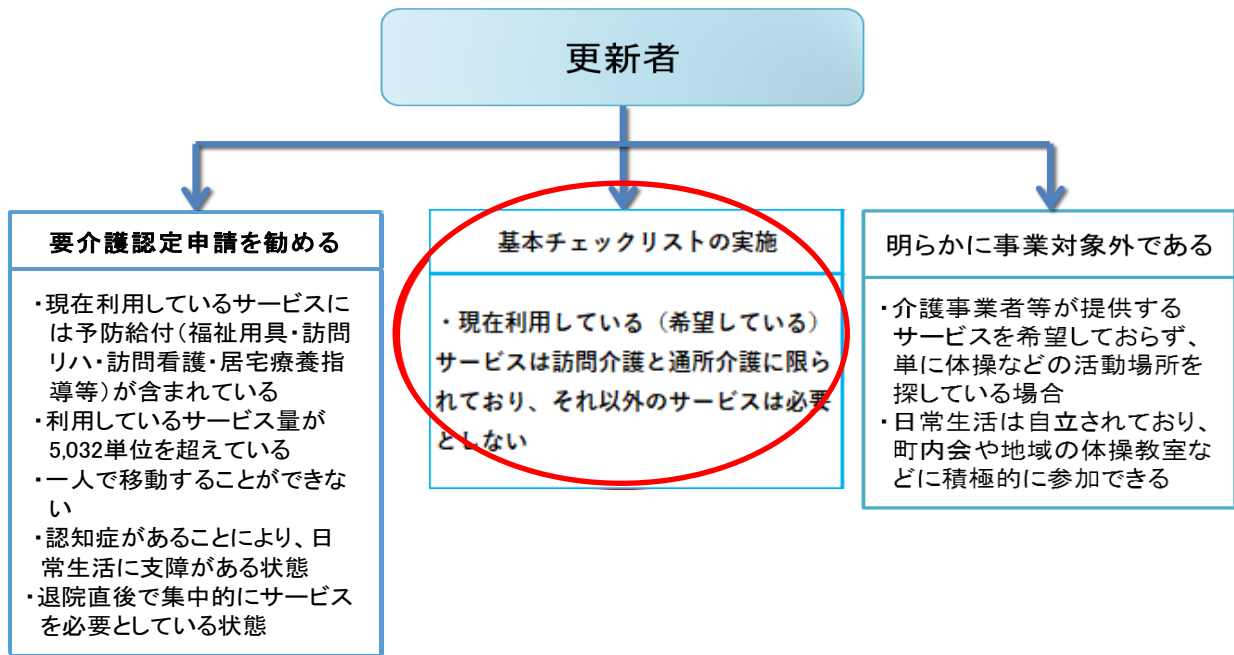 更新者
要介護認定申請を勧める
・現在利用しているサービスに
は予防給付(福祉用具・訪問
リハ・訪問看護・居宅療養指
導等)が含まれている
・利用しているサービス量が
5,032単位を超えている
・一人で移動することができな
い
・認知症があることにより、日
常生活に支障がある状態
・退院直後で集中的にサービス
を必要としている状態
基本チェックリストの実施
・現在利用している（希望している）
サービスは訪問介護と通所介護に限ら
れており、それ以外のサービスは必要
としない
明らかに事業対象外である
・介護事業者等が提供する
サービスを希望しておらず、
単に体操などの活動場所を
探している場合
・日常生活は自立されており、
町内会や地域の体操教室な
どに積極的に参加できる